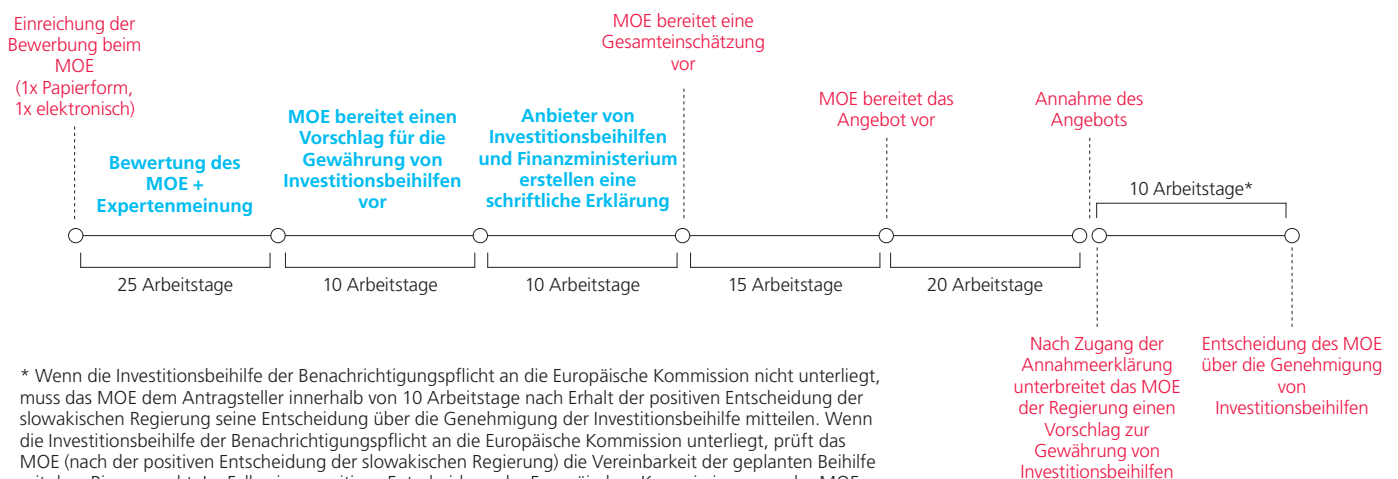 Einreichung der
Bewerbung beim
MOE
(1x Papierform,
1x elektronisch)
Bewertung des
MOE +
Expertenmeinung
MOE bereitet einen
Vorschlag für die
Gewährung von
Investitionsbeihilfen
vor
Anbieter von
Investitionsbeihilfen
und Finanzministerium
erstellen eine
schriftliche Erklärung
MOE bereitet eine
Gesamteinschätzung
vor
MOE bereitet das
Angebot vor
Annahme des
Angebots
10 Arbeitstage*
25 Arbeitstage
10 Arbeitstage
10 Arbeitstage
15 Arbeitstage
20 Arbeitstage
Nach Zugang der
Annahmeerklärung
unterbreitet das MOE
der Regierung einen
Vorschlag zur
Gewährung von
Investitionsbeihilfen
Entscheidung des MOE
über die Genehmigung
von
Investitionsbeihilfen
* Wenn die Investitionsbeihilfe der Benachrichtigungspflicht an die Europäische Kommission nicht unterliegt,
muss das MOE dem Antragsteller innerhalb von 10 Arbeitstage nach Erhalt der positiven Entscheidung der
slowakischen Regierung seine Entscheidung über die Genehmigung der Investitionsbeihilfe mitteilen. Wenn
die Investitionsbeihilfe der Benachrichtigungspflicht an die Europäische Kommission unterliegt, prüft das
MOE (nach der positiven Entscheidung der slowakischen Regierung) die Vereinbarkeit der geplanten Beihilfe